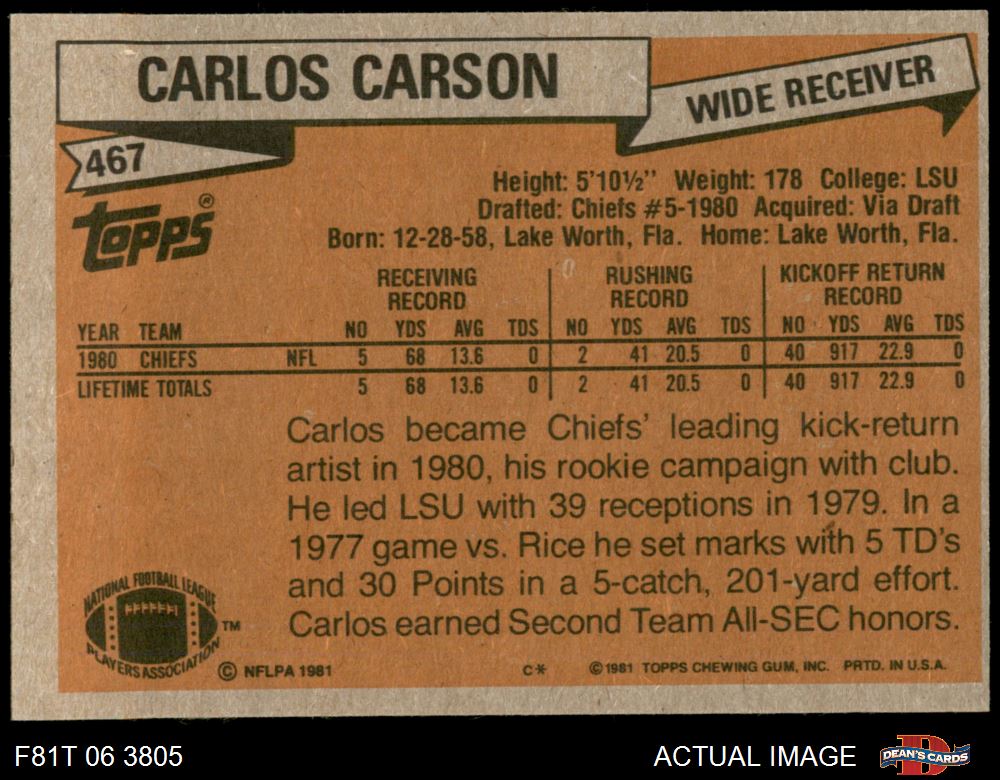 CARLOS CARSON
WIDE RECEIVER
467
TOPPS®
Height: 5'10½" Weight: 178 College: LSU
Drafted: Chiefs #5-1980 Acquired: Via Draft
Born: 12-28-58, Lake Worth, Fla. Home: Lake Worth, Fla.
RECEIVING RECORD RUSHING RECORD KICKOFF RETURN RECORD
YEAR TEAM NO YDS AVG TDS NO YDS AVG TDS NO YDS AVG TDS
1980 CHIEFS NFL 5 68 13.6 0 2 41 20.5 0 40 917 22.9 0
LIFETIME TOTALS 5 68 13.6 0 2 41 20.5 0 40 917 22.9 0
Carlos became Chiefs' leading kick-return
artist in 1980, his rookie campaign with club.
He led LSU with 39 receptions in 1979. In a
1977 game vs. Rice he set marks with 5 TD's
and 30 Points in a 5-catch, 201-yard effort.
Carlos earned Second Team All-SEC honors.
NATIONAL FOOTBALL LEAGUE
PLAYERS ASSOCIATION
TM
© NFLPA 1981 C* ©1981 TOPPS CHEWING GUM, INC. PRTD. IN U.S.A.
F81T 06 3805 ACTUAL IMAGE DEAN'S CARDS